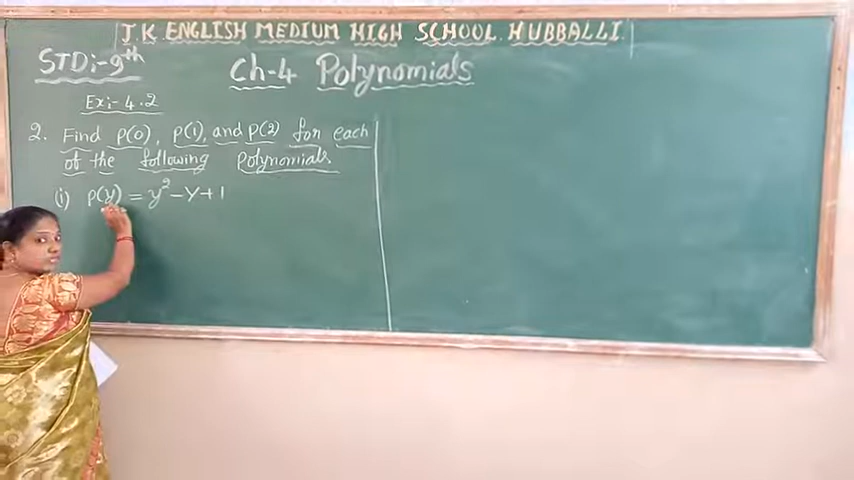 J.K ENGLISH MEDIUM HIGH SCHOOL HUBBALLI.
STD:-9th
Ch-4 Polynomials
Ex:- 4.2
2. Find p(0), p(1), and p(2) for each
of the following polynomials.
(i) p(y) = y² - y + 1